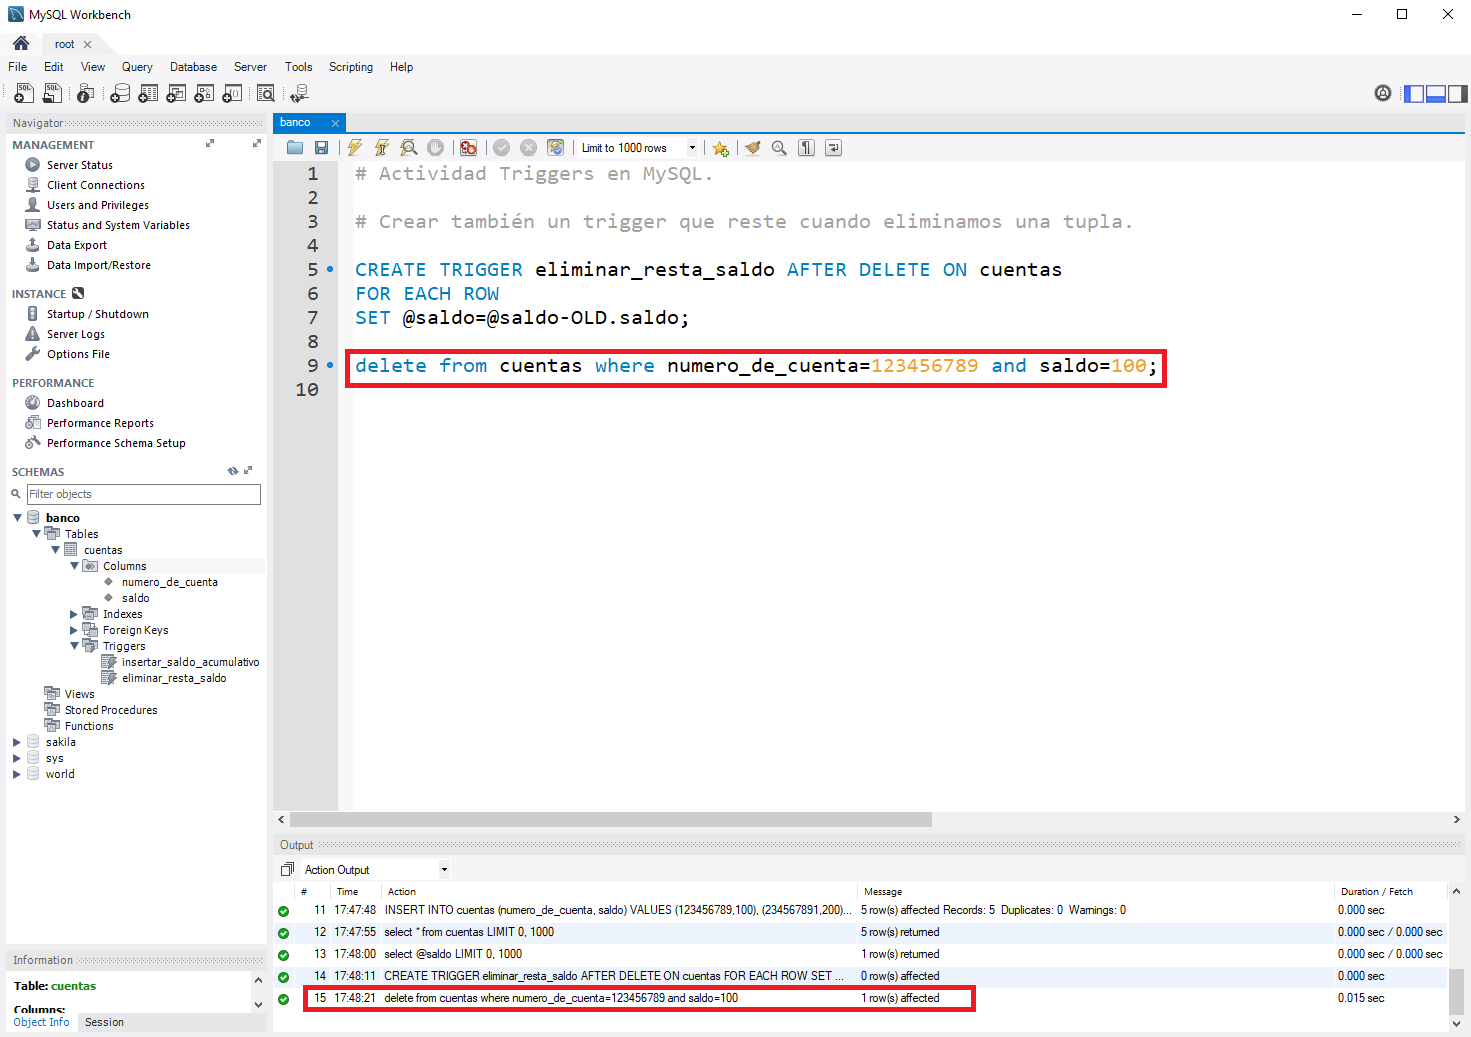 MySQL Workbench
root
File Edit View Query Database Server Tools Scripting Help
Navigator
MANAGEMENT
Server Status
Client Connections
Users and Privileges
Status and System Variables
Data Export
Data Import/Restore
INSTANCE
Startup / Shutdown
Server Logs
Options File
PERFORMANCE
Dashboard
Performance Reports
Performance Schema Setup
SCHEMAS
Filter objects
banco
Tables
cuentas
Columns
numero_de_cuenta
saldo
Indexes
Foreign Keys
Triggers
insertar_saldo_acumulativo
eliminar_resta_saldo
Views
Stored Procedures
Functions
sakila
sys
world
Information
Table: cuentas
Columns:
Object Info Session
banco
Limit to 1000 rows
1 # Actividad Triggers en MySQL.
2
3 # Crear también un trigger que reste cuando eliminamos una tupla.
4
5 CREATE TRIGGER eliminar_resta_saldo AFTER DELETE ON cuentas
6 FOR EACH ROW
7 SET @saldo=@saldo-OLD.saldo;
8
9 delete from cuentas where numero_de_cuenta=123456789 and saldo=100;
10
Output
Action Output
# Time Action Message Duration / Fetch
11 17:47:48 INSERT INTO cuentas (numero_de_cuenta, saldo) VALUES (123456789,100), (234567891,200)... 5 row(s) affected Records: 5 Duplicates: 0 Warnings: 0 0.000 sec
12 17:47:55 select * from cuentas LIMIT 0, 1000 5 row(s) returned 0.000 sec / 0.000 sec
13 17:48:00 select @saldo LIMIT 0, 1000 1 row(s) returned 0.000 sec / 0.000 sec
14 17:48:11 CREATE TRIGGER eliminar_resta_saldo AFTER DELETE ON cuentas FOR EACH ROW SET ... 0 row(s) affected 0.000 sec
15 17:48:21 delete from cuentas where numero_de_cuenta=123456789 and saldo=100 1 row(s) affected 0.015 sec